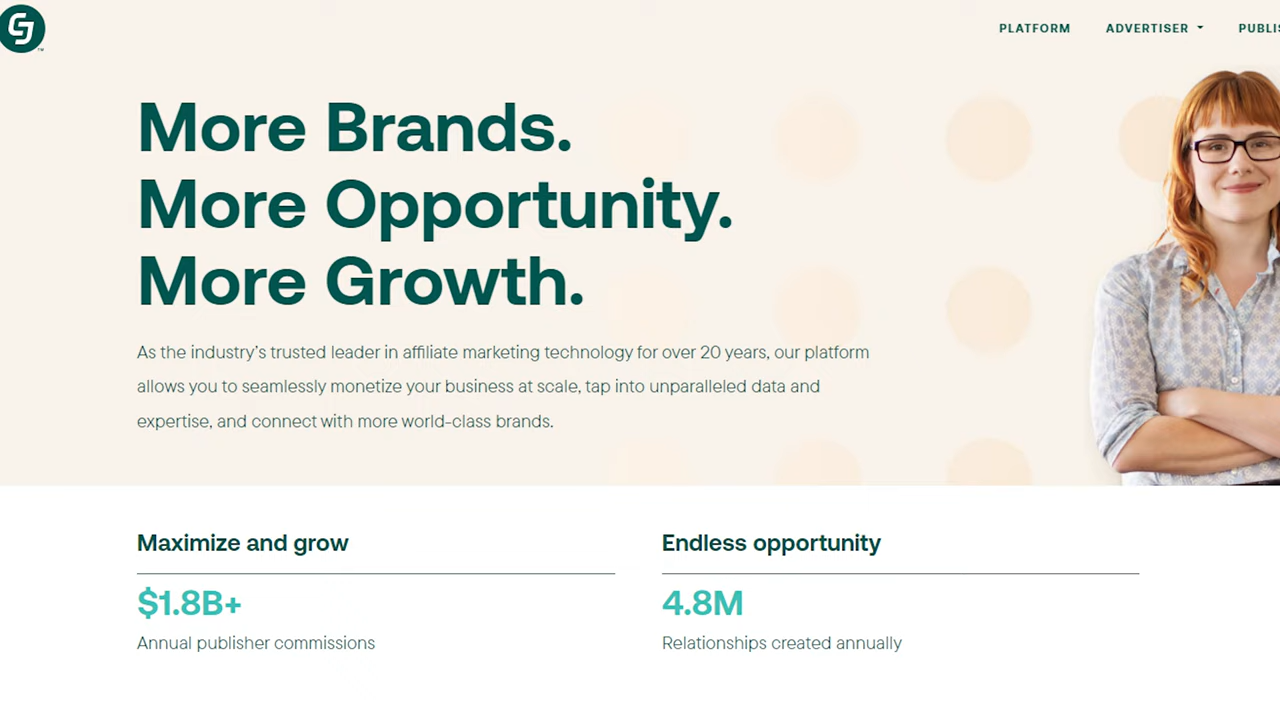 CJ
TM
PLATFORM
ADVERTISER
PUBLIS
More Brands.
More Opportunity.
More Growth.
As the industry’s trusted leader in affiliate marketing technology for over 20 years, our platform
allows you to seamlessly monetize your business at scale, tap into unparalleled data and
expertise, and connect with more world-class brands.
Maximize and grow
$1.8B+
Annual publisher commissions
Endless opportunity
4.8M
Relationships created annually